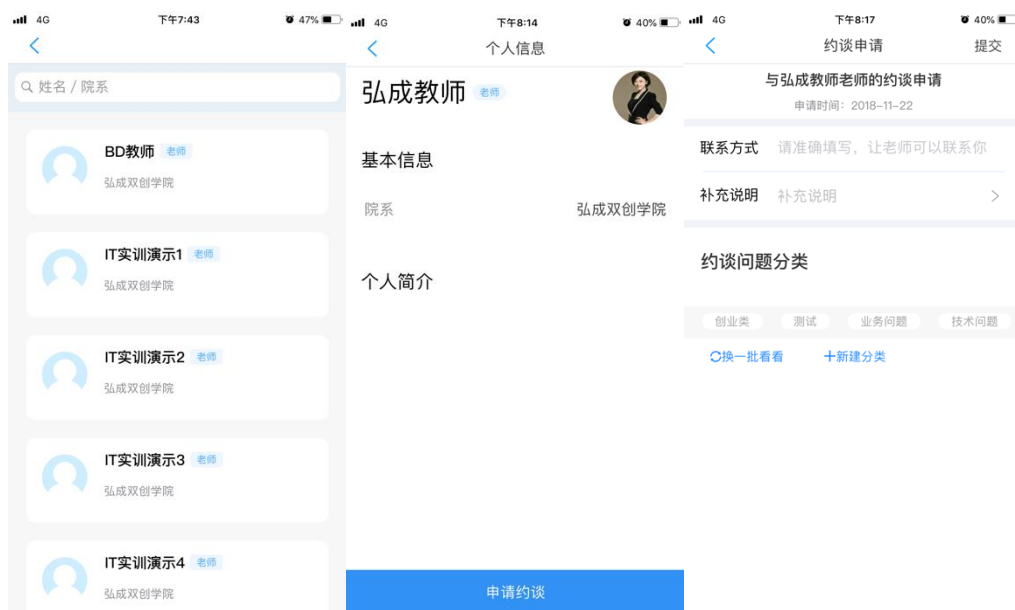 4G 下午7:43 47%
姓名 / 院系
BD教师 老师
弘成双创学院
IT实训演示1 老师
弘成双创学院
IT实训演示2 老师
弘成双创学院
IT实训演示3 老师
弘成双创学院
IT实训演示4 老师
弘成双创学院
4G 下午8:14 40%
个人信息
弘成教师 老师
基本信息
院系 弘成双创学院
个人简介
申请约谈
4G 下午8:17 40%
约谈申请 提交
与弘成教师老师的约谈申请
申请时间：2018-11-22
联系方式 请准确填写，让老师可以联系你
补充说明 补充说明
约谈问题分类
创业类 测试 业务问题 技术问题
换一批看看 +新建分类